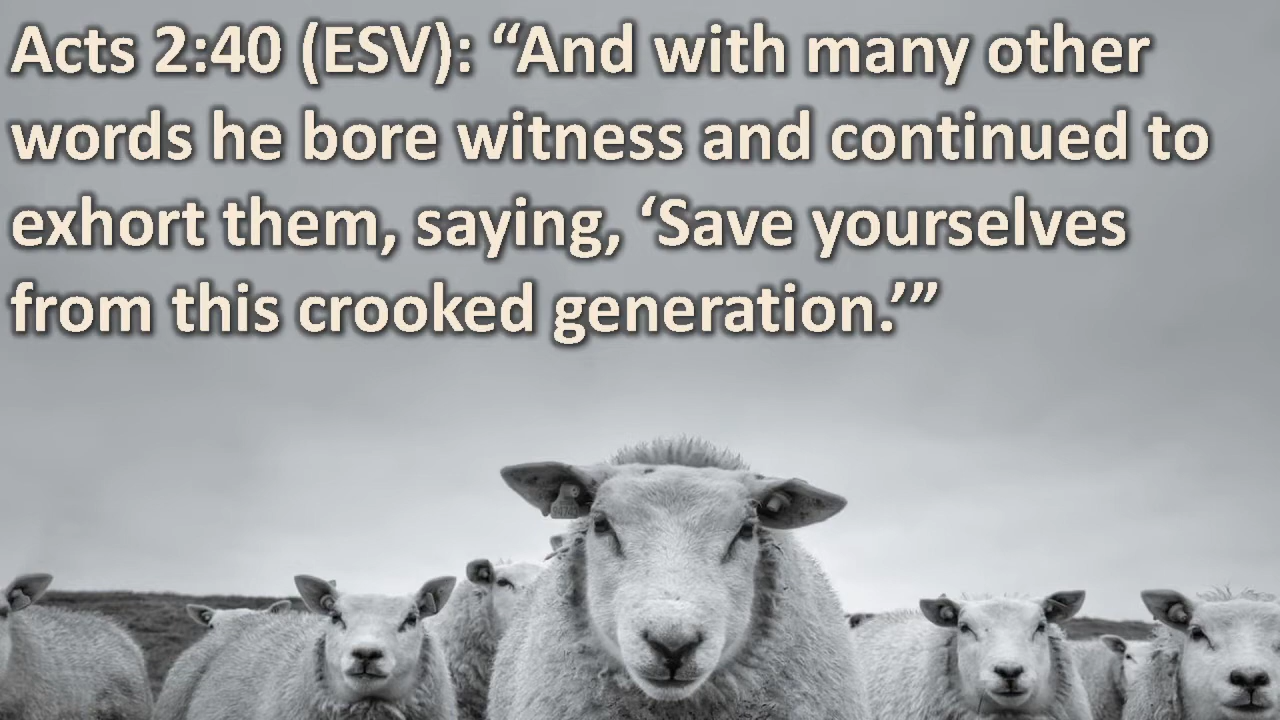 Acts 2:40 (ESV): “And with many other
words he bore witness and continued to
exhort them, saying, ‘Save yourselves
from this crooked generation.’”